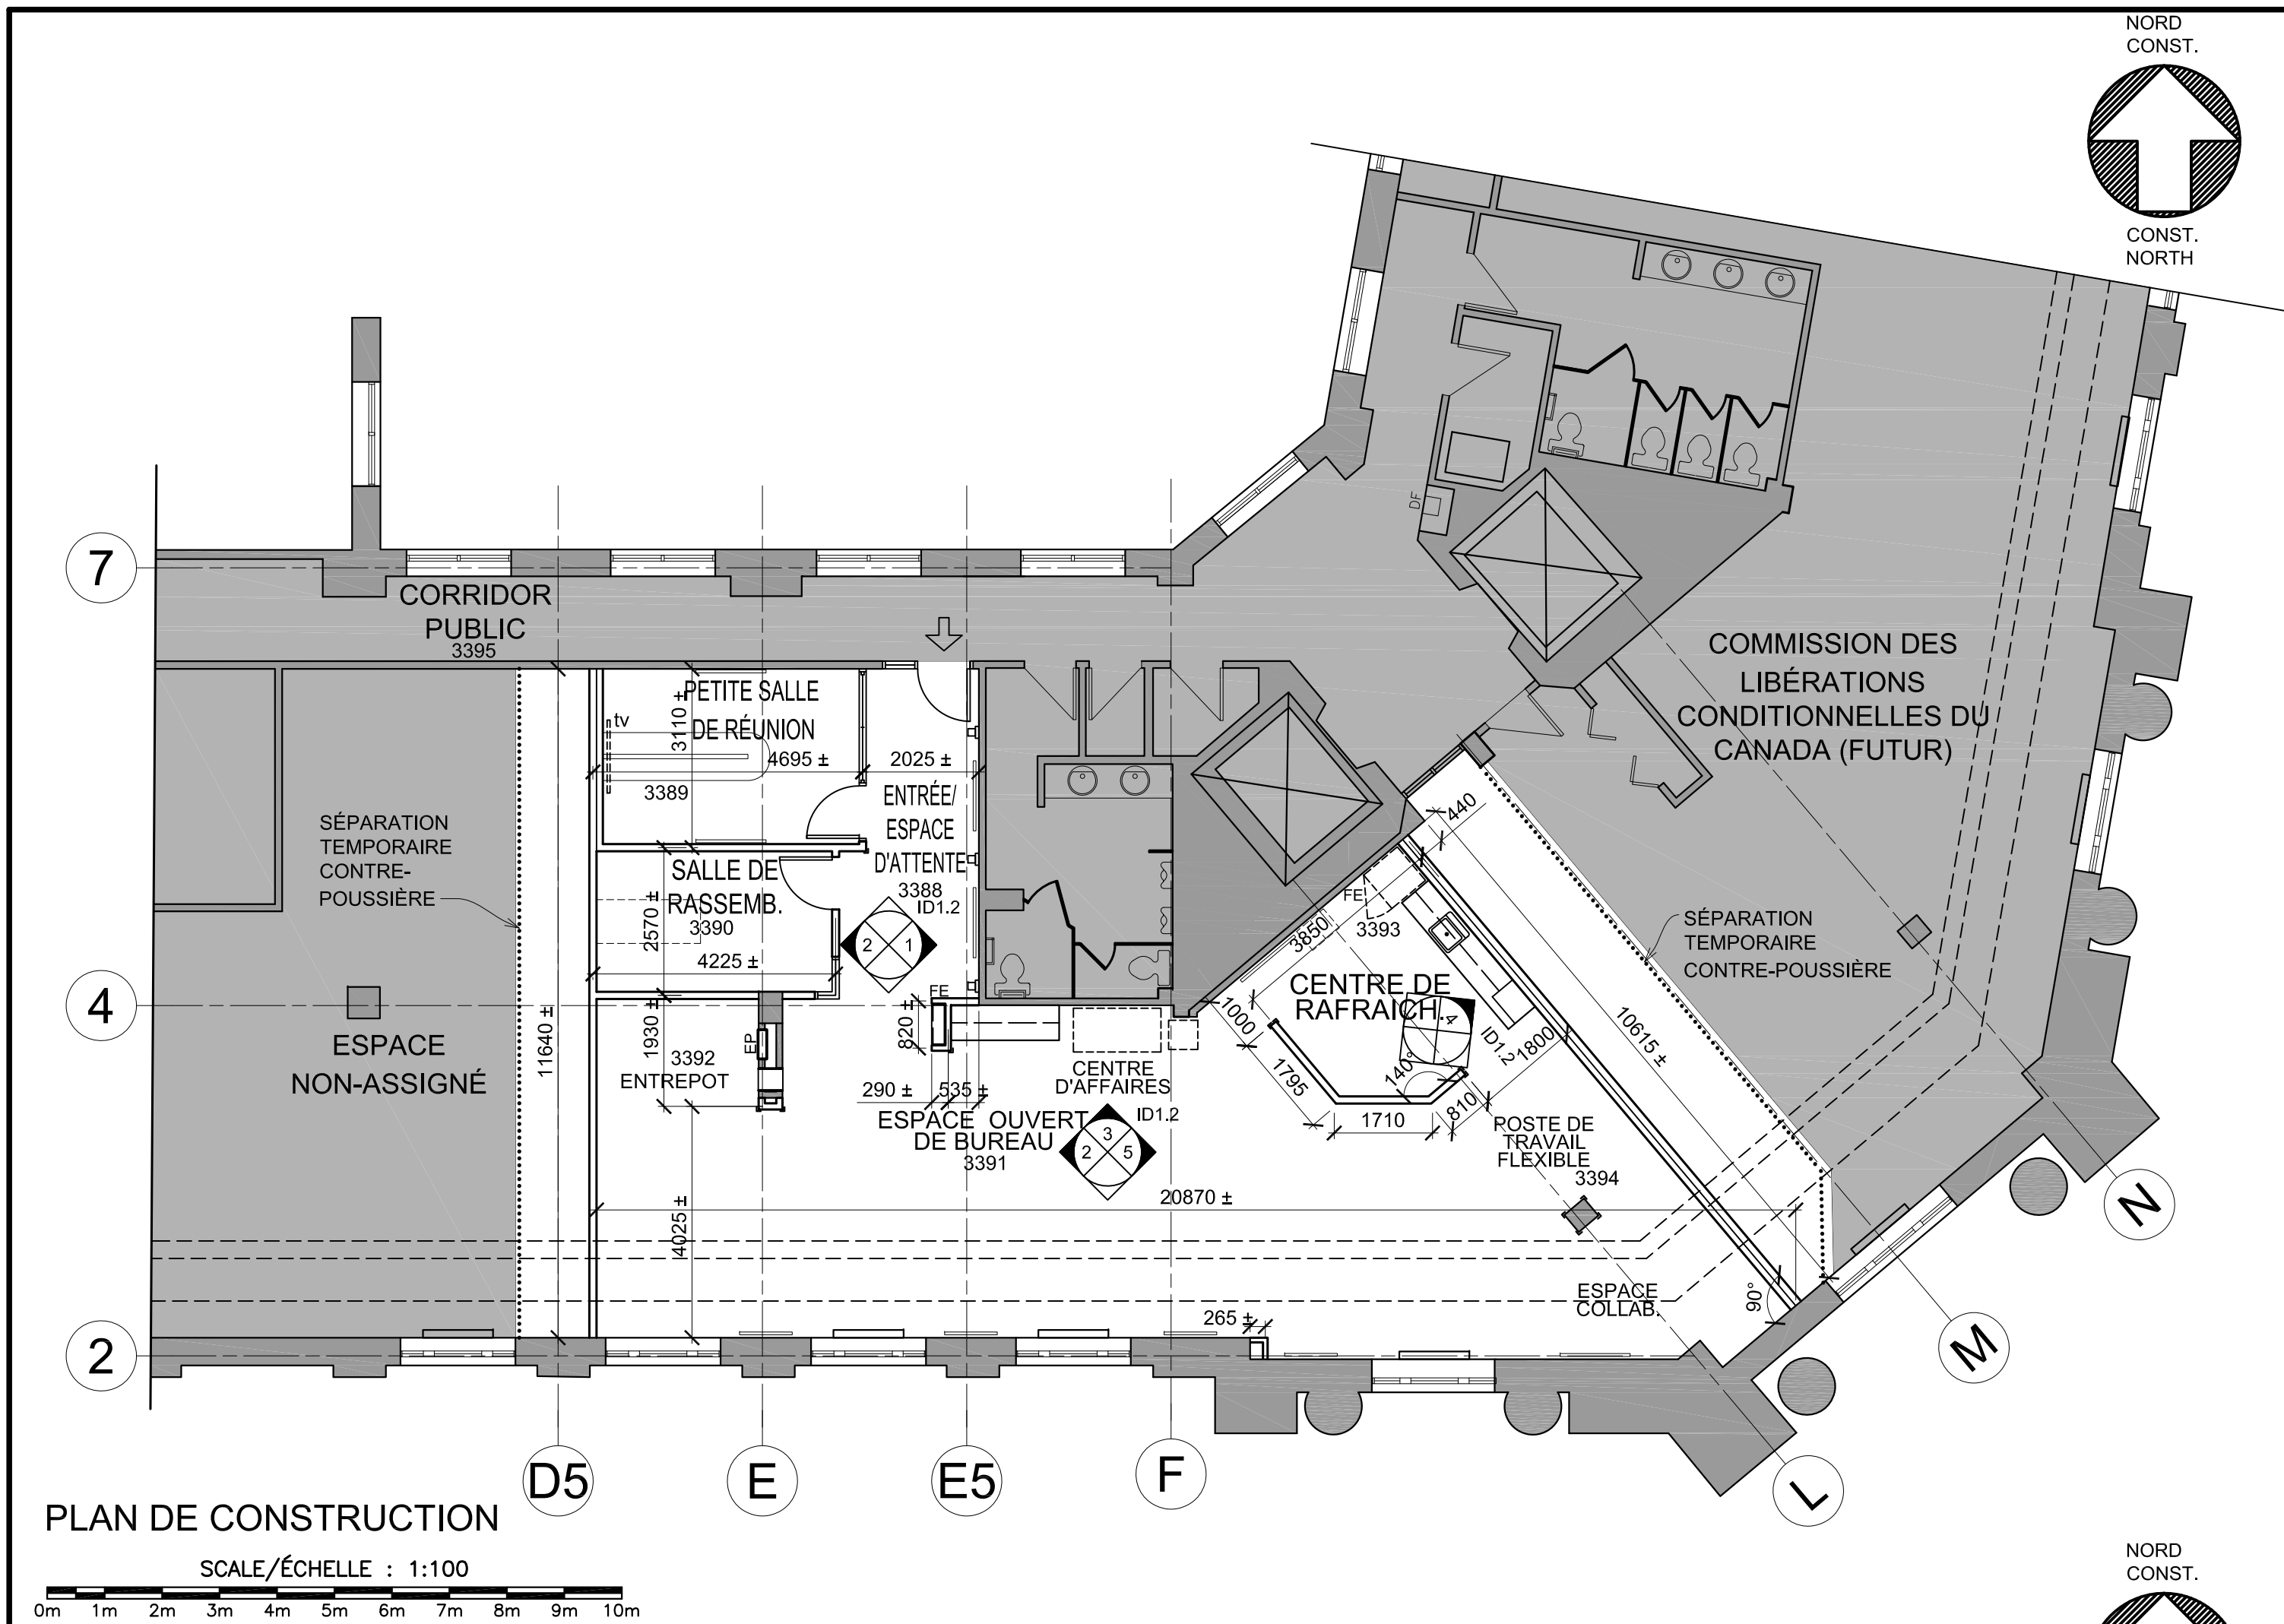 NORD
CONST.
CONST.
NORTH
7
CORRIDOR
PUBLIC
3395
COMMISSION DES
LIBÉRATIONS
CONDITIONNELLES DU
CANADA (FUTUR)
DF
PETITE SALLE
DE RÉUNION
tv
3110 ±
4695 ±
2025 ±
3389
ENTRÉE/
ESPACE
D'ATTENTE
3388
ID1.2
2
1
SÉPARATION
TEMPORAIRE
CONTRE-
POUSSIÈRE
SALLE DE
RASSEMB.
3390
2570 ±
4225 ±
440
FE
3393
3850
SÉPARATION
TEMPORAIRE
CONTRE-POUSSIÈRE
CENTRE DE
RAFRAICH.
4
ID1.2
4
ESPACE
NON-ASSIGNÉ
11640 ±
1930 ±
3392
ENTREPOT
EP
FE
820 ±
290 ±
535 ±
CENTRE
D'AFFAIRES
1000
1795
1710
140°
810
1800
10615 ±
ESPACE OUVERT
DE BUREAU
3391
ID1.2
3
2
5
POSTE DE
TRAVAIL
FLEXIBLE
3394
20870 ±
4025 ±
265 ±
ESPACE
COLLAB.
90°
2
N
M
L
D5
E
E5
F
PLAN DE CONSTRUCTION
SCALE/ÉCHELLE : 1:100
0m 1m 2m 3m 4m 5m 6m 7m 8m 9m 10m
NORD
CONST.